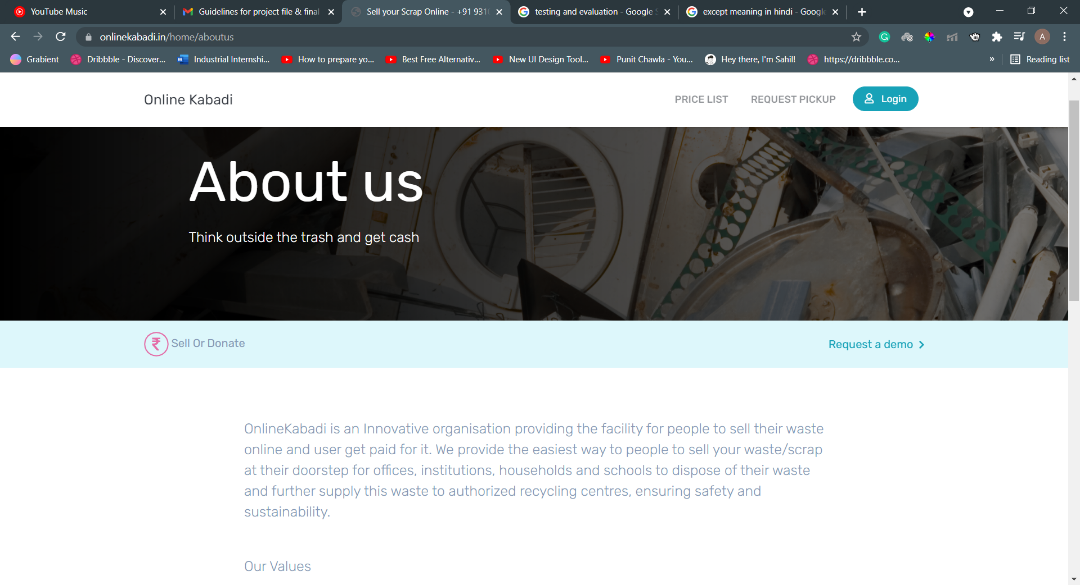 YouTube Music
Guidelines for project file & final
Sell your Scrap Online - +91 931
testing and evaluation - Google S
except meaning in hindi - Google
onlinekabadi.in/home/aboutus
A
Grabient
Dribbble - Discover...
Industrial Internshi...
How to prepare yo...
Best Free Alternativ...
New UI Design Tool...
Punit Chawla - You...
Hey there, I'm Sahil!
https://dribbble.co...
»
Reading list
Online Kabadi
PRICE LIST
REQUEST PICKUP
Login
About us
Think outside the trash and get cash
₹ Sell Or Donate
Request a demo >
OnlineKabadi is an Innovative organisation providing the facility for people to sell their waste
online and user get paid for it. We provide the easiest way to people to sell your waste/scrap
at their doorstep for offices, institutions, households and schools to dispose of their waste
and further supply this waste to authorized recycling centres, ensuring safety and
sustainability.
Our Values